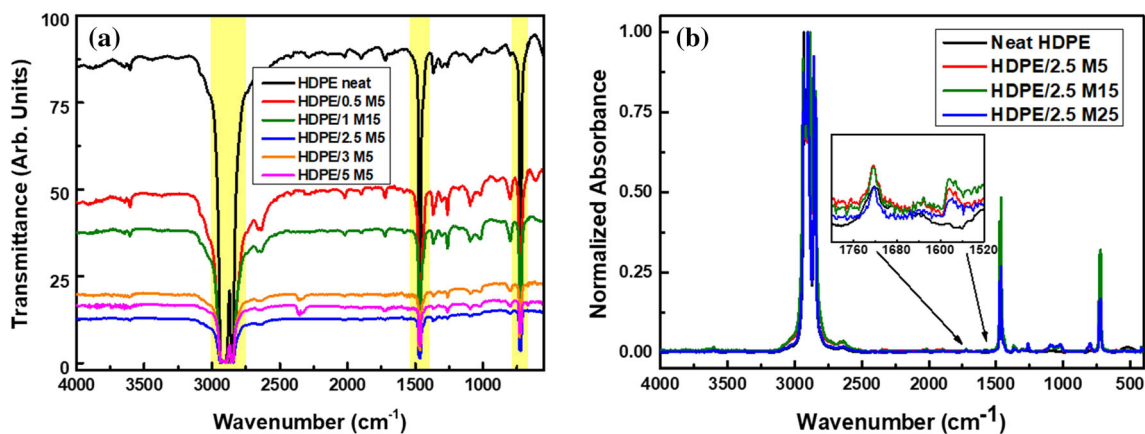 (a)
Transmittance (Arb. Units)
100
75
50
25
0
HDPE neat
HDPE/0.5 M5
HDPE/1 M15
HDPE/2.5 M5
HDPE/3 M5
HDPE/5 M5
4000 3000 2500 2000 1500 1000
Wavenumber (cm⁻¹)
(b)
Normalized Absorbance
1.00
0.75
0.50
0.25
0.00
Neat HDPE
HDPE/2.5 M5
HDPE/2.5 M15
HDPE/2.5 M25
1760 1680 1600 1520
4000 3000 2500 2000 1500 1000 500
Wavenumber (cm⁻¹)